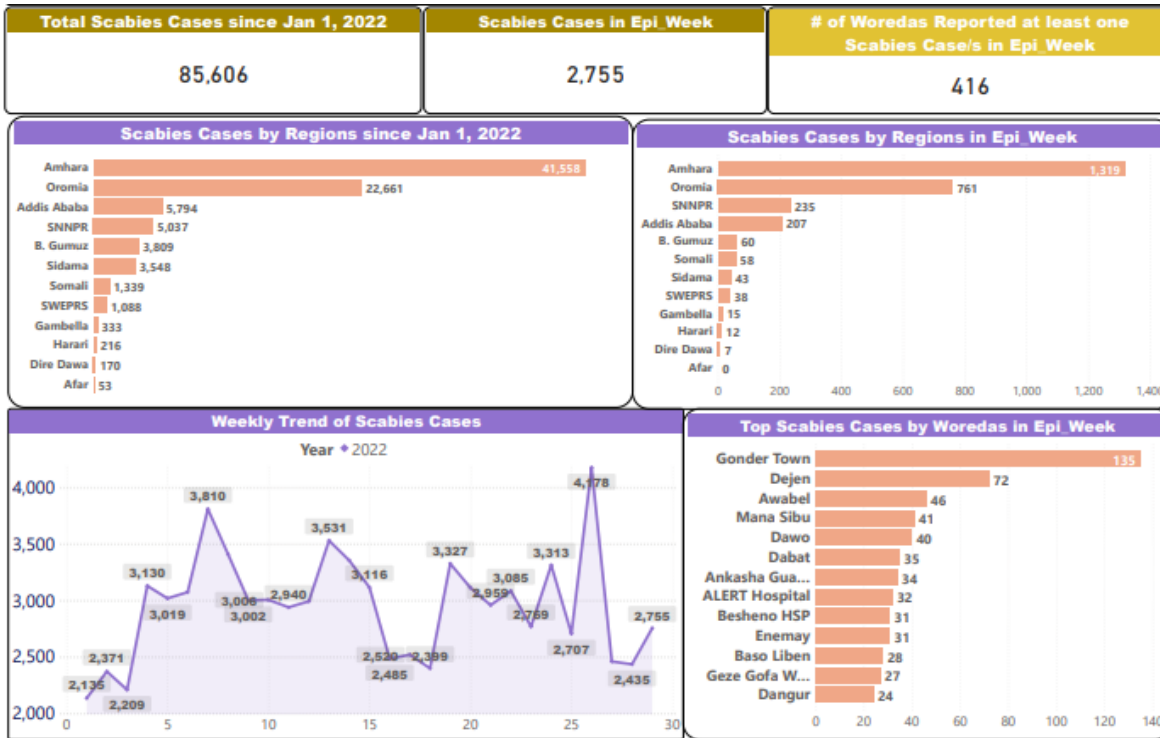 Total Scabies Cases since Jan 1, 2022
85,606
Scabies Cases in Epi_Week
2,755
# of Woredas Reported at least one
Scabies Case/s in Epi_Week
416
Scabies Cases by Regions since Jan 1, 2022
Amhara 41,558
Oromia 22,661
Addis Ababa 5,794
SNNPR 5,037
B. Gumuz 3,809
Sidama 3,548
Somali 1,339
SWEPRS 1,088
Gambella 333
Harari 216
Dire Dawa 170
Afar 53
Scabies Cases by Regions in Epi_Week
Amhara 1,319
Oromia 761
SNNPR 235
Addis Ababa 207
B. Gumuz 60
Somali 58
Sidama 43
SWEPRS 38
Gambella 15
Harari 12
Dire Dawa 7
Afar 0
0 200 400 600 800 1,000 1,200 1,400
Weekly Trend of Scabies Cases
Year 2022
4,000
3,500
3,000
2,500
2,000
2,135
2,371
2,209
3,130
3,019
3,810
3,006
3,002
2,940
3,531
3,116
2,520
2,485
2,399
3,327
2,959
3,085
2,769
3,313
2,707
4,178
2,435
2,755
0 5 10 15 20 25 30
Top Scabies Cases by Woredas in Epi_Week
Gonder Town 135
Dejen 72
Awabel 46
Mana Sibu 41
Dawo 40
Dabat 35
Ankasha Gua... 34
ALERT Hospital 32
Besheno HSP 31
Enemay 31
Baso Liben 28
Geze Gofa W... 27
Dangur 24
0 20 40 60 80 100 120 140